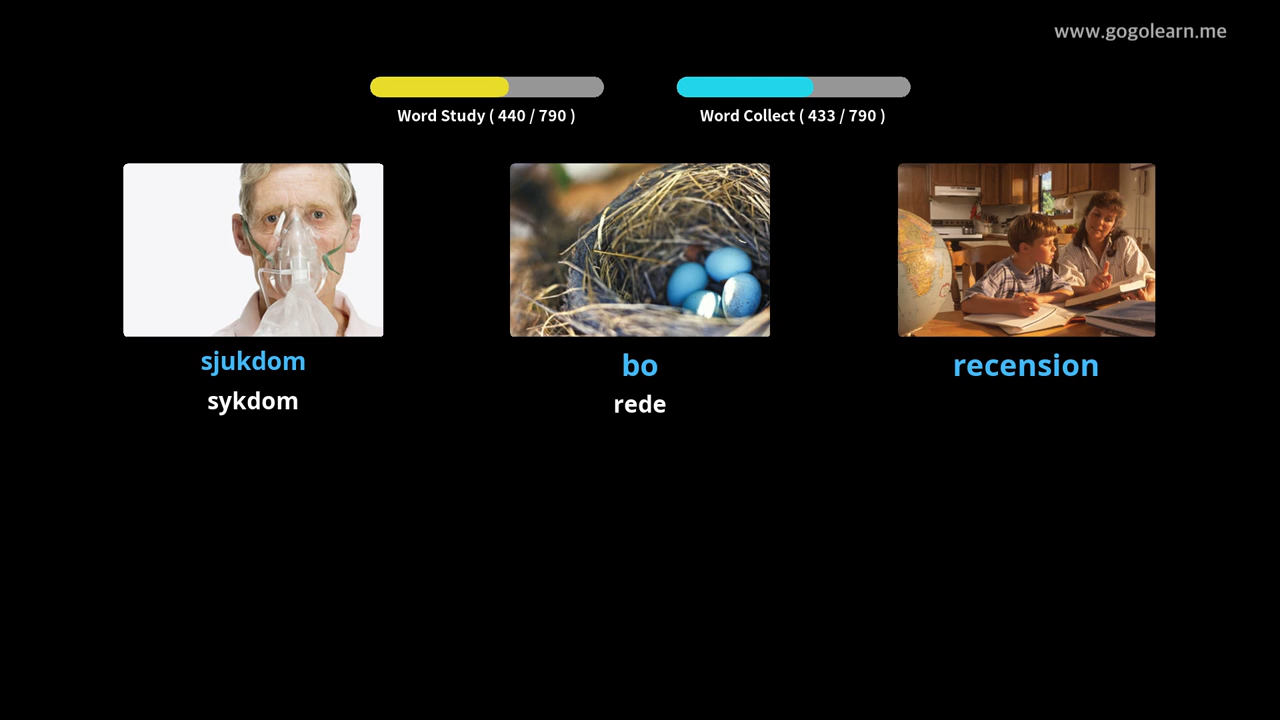 www.gogolearn.me
Word Study ( 440 / 790 )
Word Collect ( 433 / 790 )
sjukdom
sykdom
bo
rede
recension